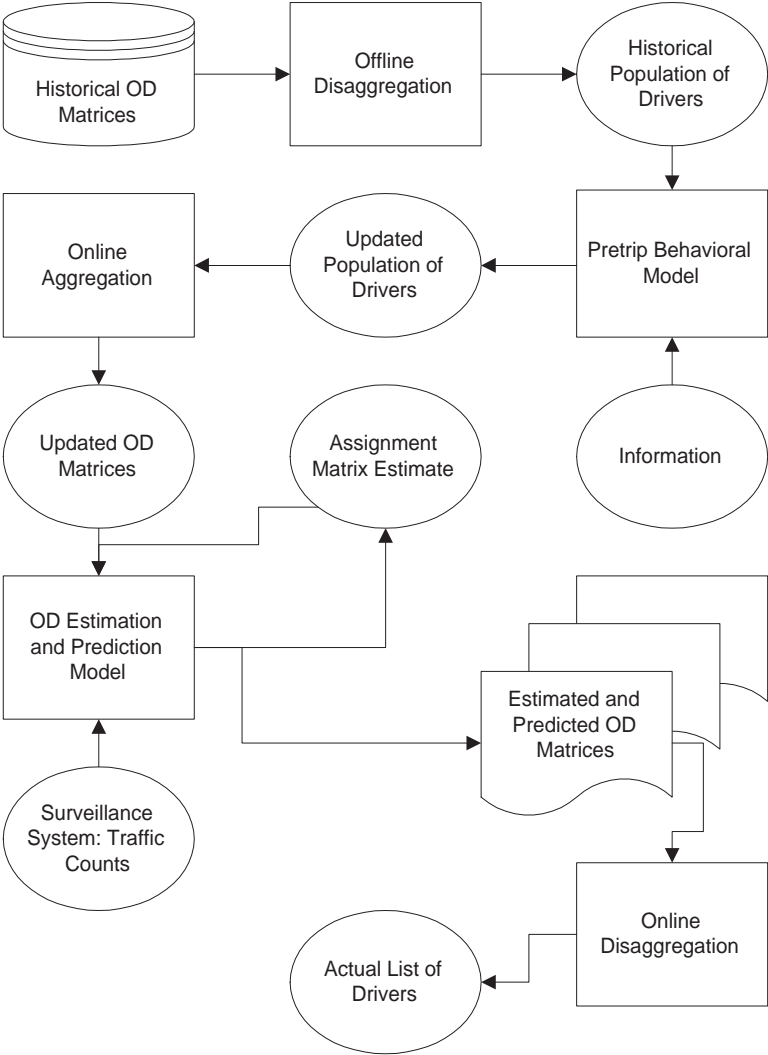 Historical OD
Matrices
Offline
Disaggregation
Historical
Population of
Drivers
Online
Aggregation
Updated
Population of
Drivers
Pretrip Behavioral
Model
Updated OD
Matrices
Assignment
Matrix Estimate
Information
OD Estimation
and Prediction
Model
Estimated and
Predicted OD
Matrices
Surveillance
System: Traffic
Counts
Online
Disaggregation
Actual List of
Drivers